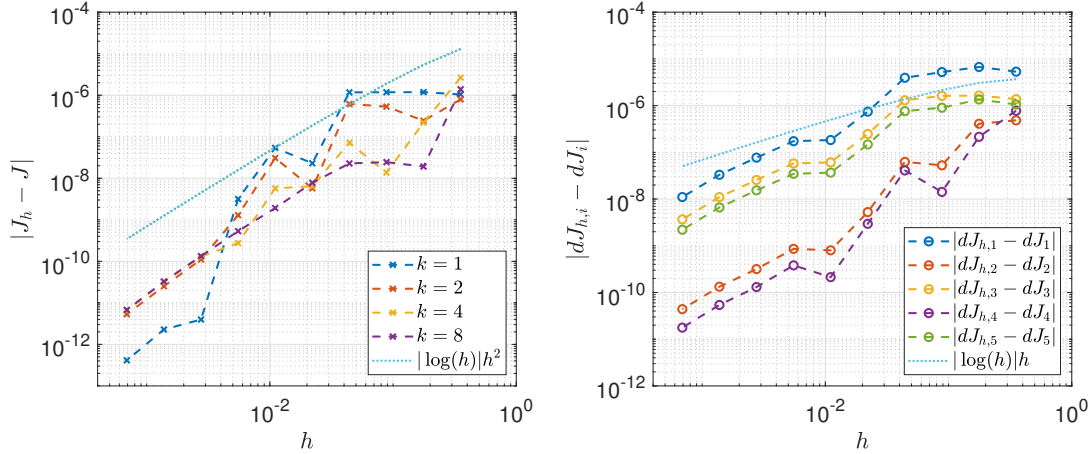 10^{-4}
10^{-6}
10^{-8}
10^{-10}
10^{-12}
|J_h − J|
10^{-2}
10^{0}
h
k = 1
k = 2
k = 4
k = 8
|log(h)|h^2
10^{-4}
10^{-6}
10^{-8}
10^{-10}
10^{-12}
|dJ_{h,i} − dJ_i|
10^{-2}
10^{0}
h
|dJ_{h,1} − dJ_1|
|dJ_{h,2} − dJ_2|
|dJ_{h,3} − dJ_3|
|dJ_{h,4} − dJ_4|
|dJ_{h,5} − dJ_5|
|log(h)|h